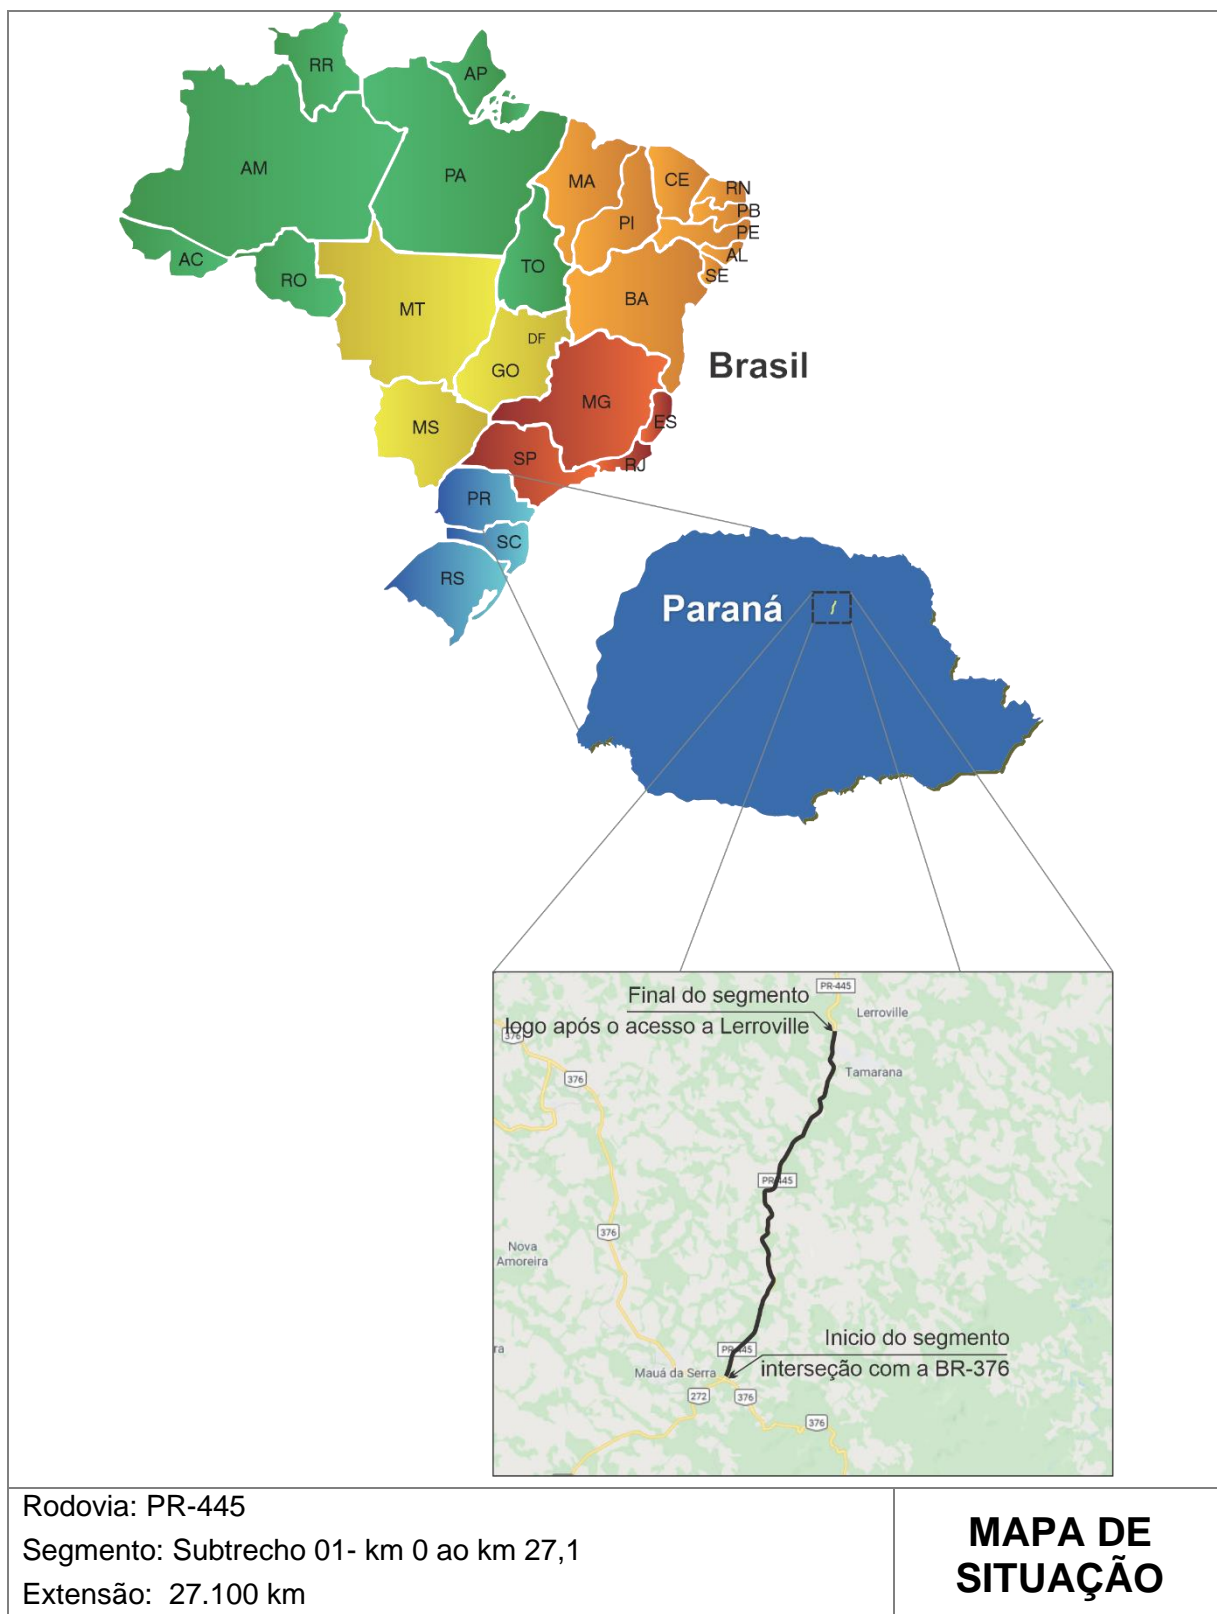 RR
AP
AM
PA
MA
CE
RN
PB
PI
PE
AL
SE
AC
RO
TO
BA
MT
DF
GO
Brasil
MG
MS
ES
SP
RJ
PR
SC
RS
Paraná
PR-445
Final do segmento
logo após o acesso a Lerroville
Lerroville
376
376
Tamarana
PR-445
376
Nova
Amoreira
Inicio do segmento
interseção com a BR-376
ra
PR-445
Mauá da Serra
272
376
376
Rodovia: PR-445
Segmento: Subtrecho 01- km 0 ao km 27,1
Extensão: 27.100 km
MAPA DE
SITUAÇÃO